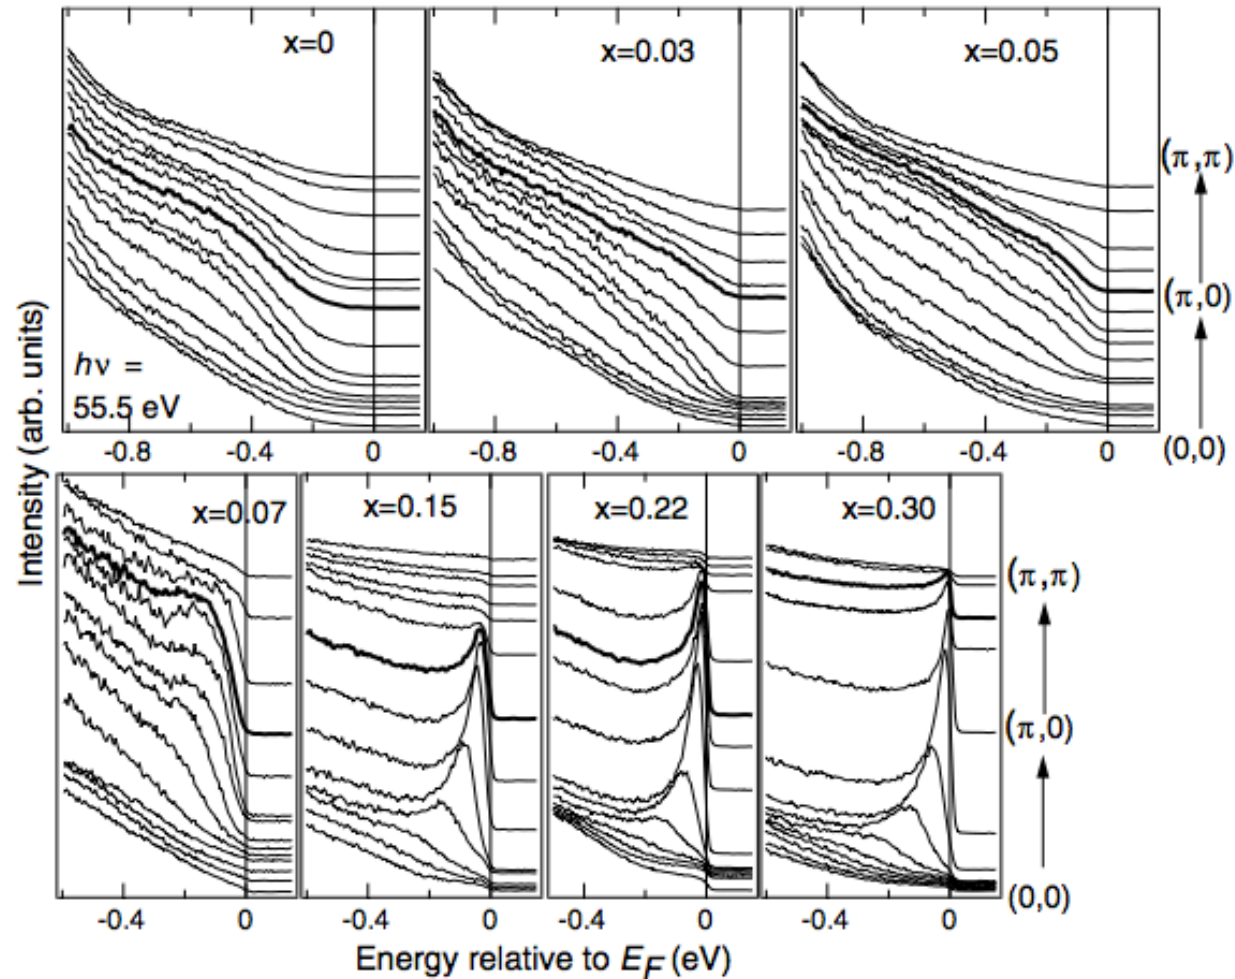 x=0
x=0.03
x=0.05
Intensity (arb. units)
hν =
55.5 eV
(π,π)
(π,0)
(0,0)
-0.8 -0.4 0
-0.8 -0.4 0
-0.8 -0.4 0
x=0.07
x=0.15
x=0.22
x=0.30
(π,π)
(π,0)
(0,0)
-0.4 0
-0.4 0
-0.4 0
-0.4 0
Energy relative to EF (eV)